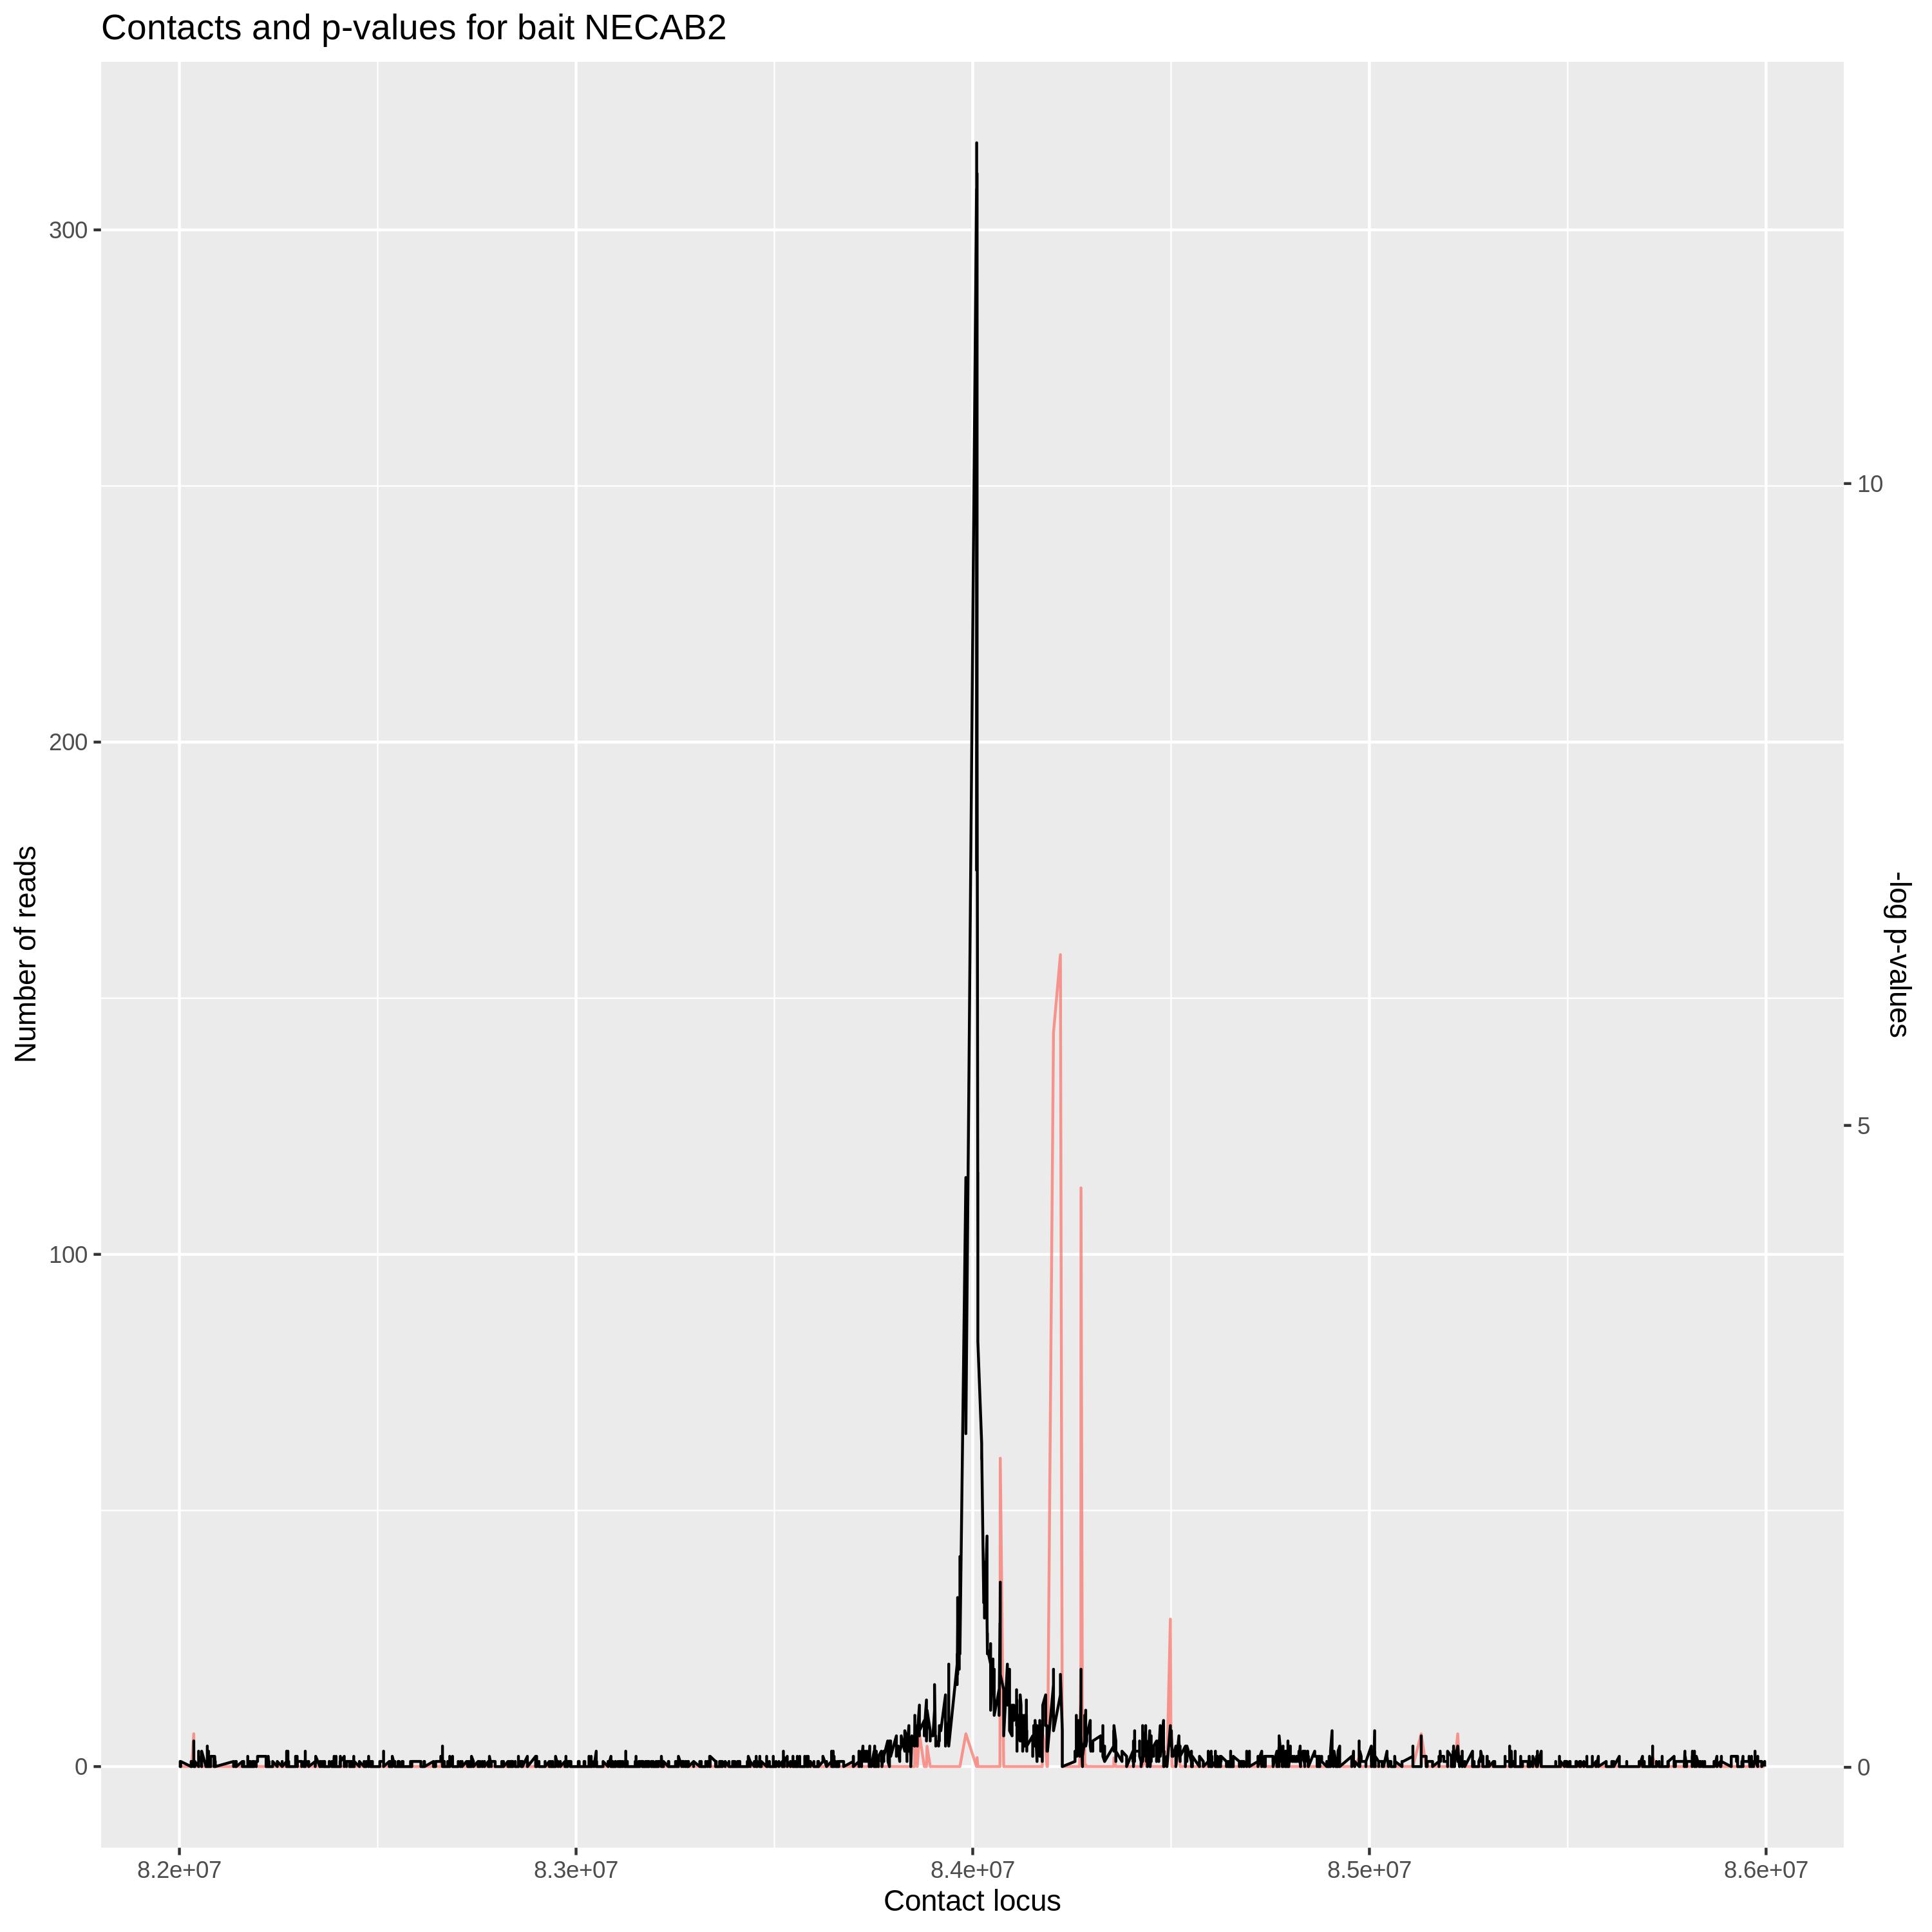 Contacts and p-values for bait NECAB2
300
200
100
0
Number of reads
10
5
0
-log p-values
8.2e+07 8.3e+07 8.4e+07 8.5e+07 8.6e+07
Contact locus